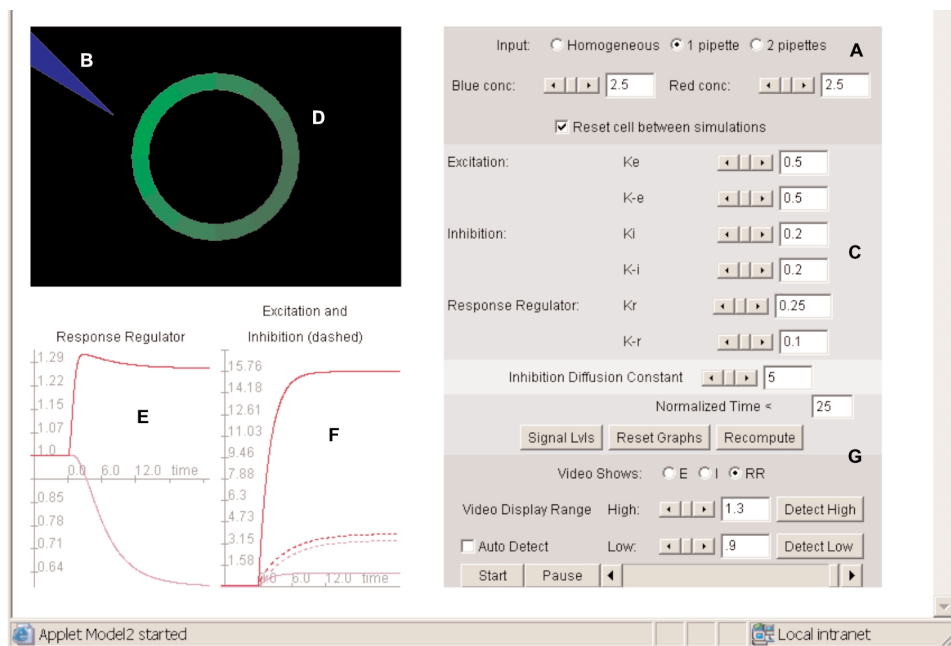 B
D
Input: Homogeneous 1 pipette 2 pipettes A
Blue conc: 2.5 Red conc: 2.5
Reset cell between simulations
Excitation: Ke 0.5
K-e 0.5
Inhibition: Ki 0.2
C
K-i 0.2
Response Regulator: Kr 0.25
K-r 0.1
Inhibition Diffusion Constant 5
Normalized Time < 25
Signal Lvls Reset Graphs Recompute
G
Video Shows: E I RR
Video Display Range High: 1.3 Detect High
Auto Detect Low: .9 Detect Low
Start Pause
Response Regulator
1.29
1.22
1.15
1.07
1.0
0.85
0.78
0.71
0.64
0.0 6.0 12.0 time
E
Excitation and
Inhibition (dashed)
15.76
14.18
12.61
11.03
9.46
7.88
6.3
4.73
3.15
1.58
0.0 6.0 12.0 time
F
Applet Model2 started
Local intranet